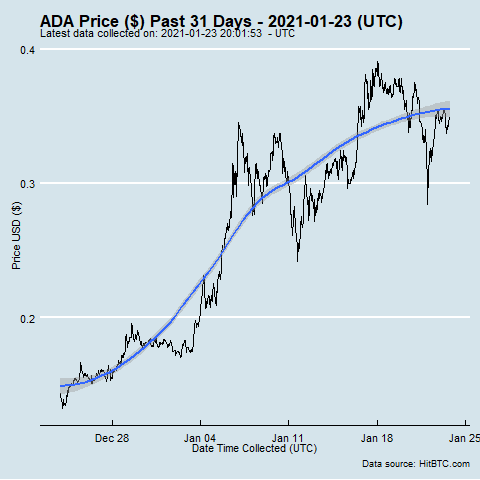 ADA Price ($) Past 31 Days - 2021-01-23 (UTC)
Latest data collected on: 2021-01-23 20:01:53 - UTC
0.4
0.3
0.2
Price USD ($)
Dec 28 Jan 04 Jan 11 Jan 18 Jan 25
Date Time Collected (UTC)
Data source: HitBTC.com